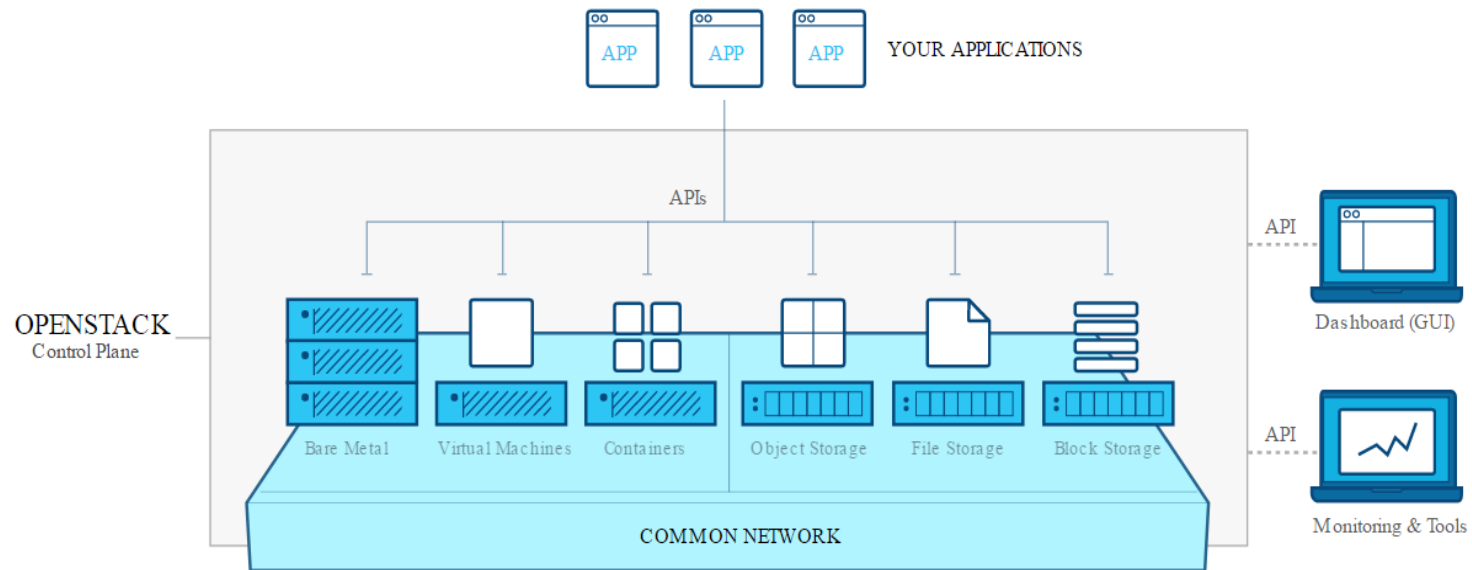 APP APP APP YOUR APPLICATIONS
APIs
API
Dashboard (GUI)
OPENSTACK
Control Plane
Bare Metal Virtual Machines Containers Object Storage File Storage Block Storage
API
Monitoring & Tools
COMMON NETWORK